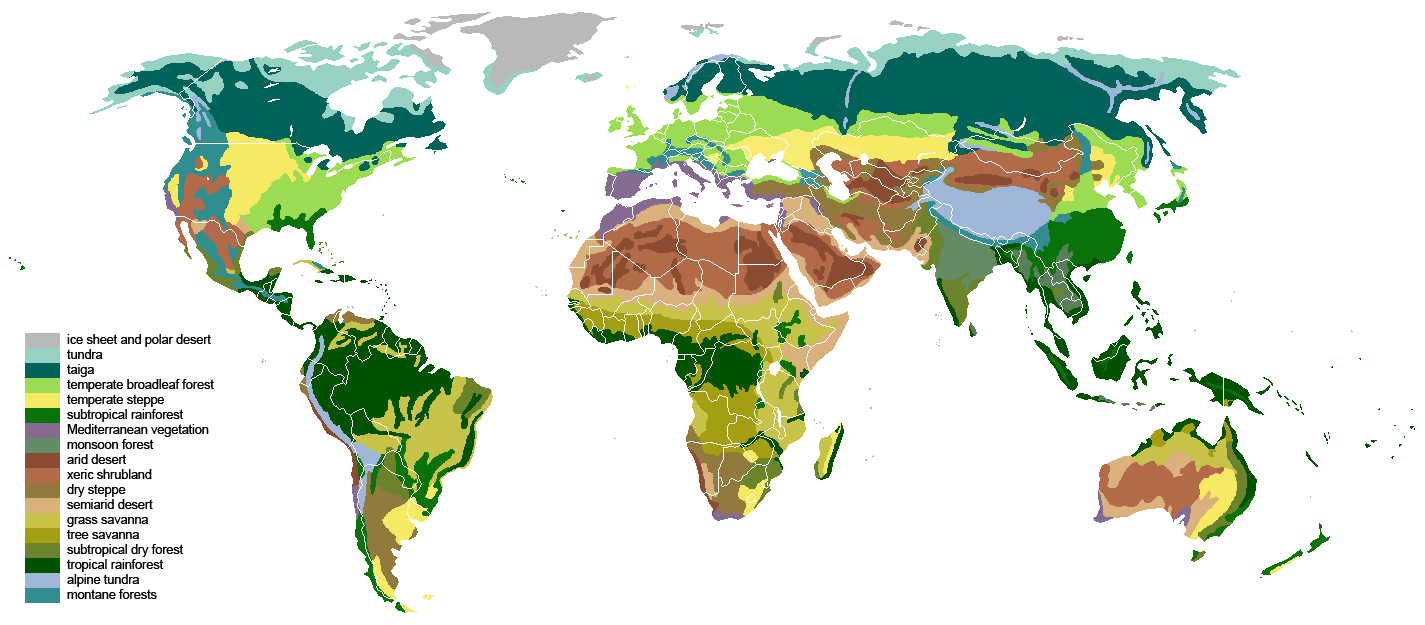 ice sheet and polar desert
tundra
taiga
temperate broadleaf forest
temperate steppe
subtropical rainforest
Mediterranean vegetation
monsoon forest
arid desert
xeric shrubland
dry steppe
semiarid desert
grass savanna
tree savanna
subtropical dry forest
tropical rainforest
alpine tundra
montane forests